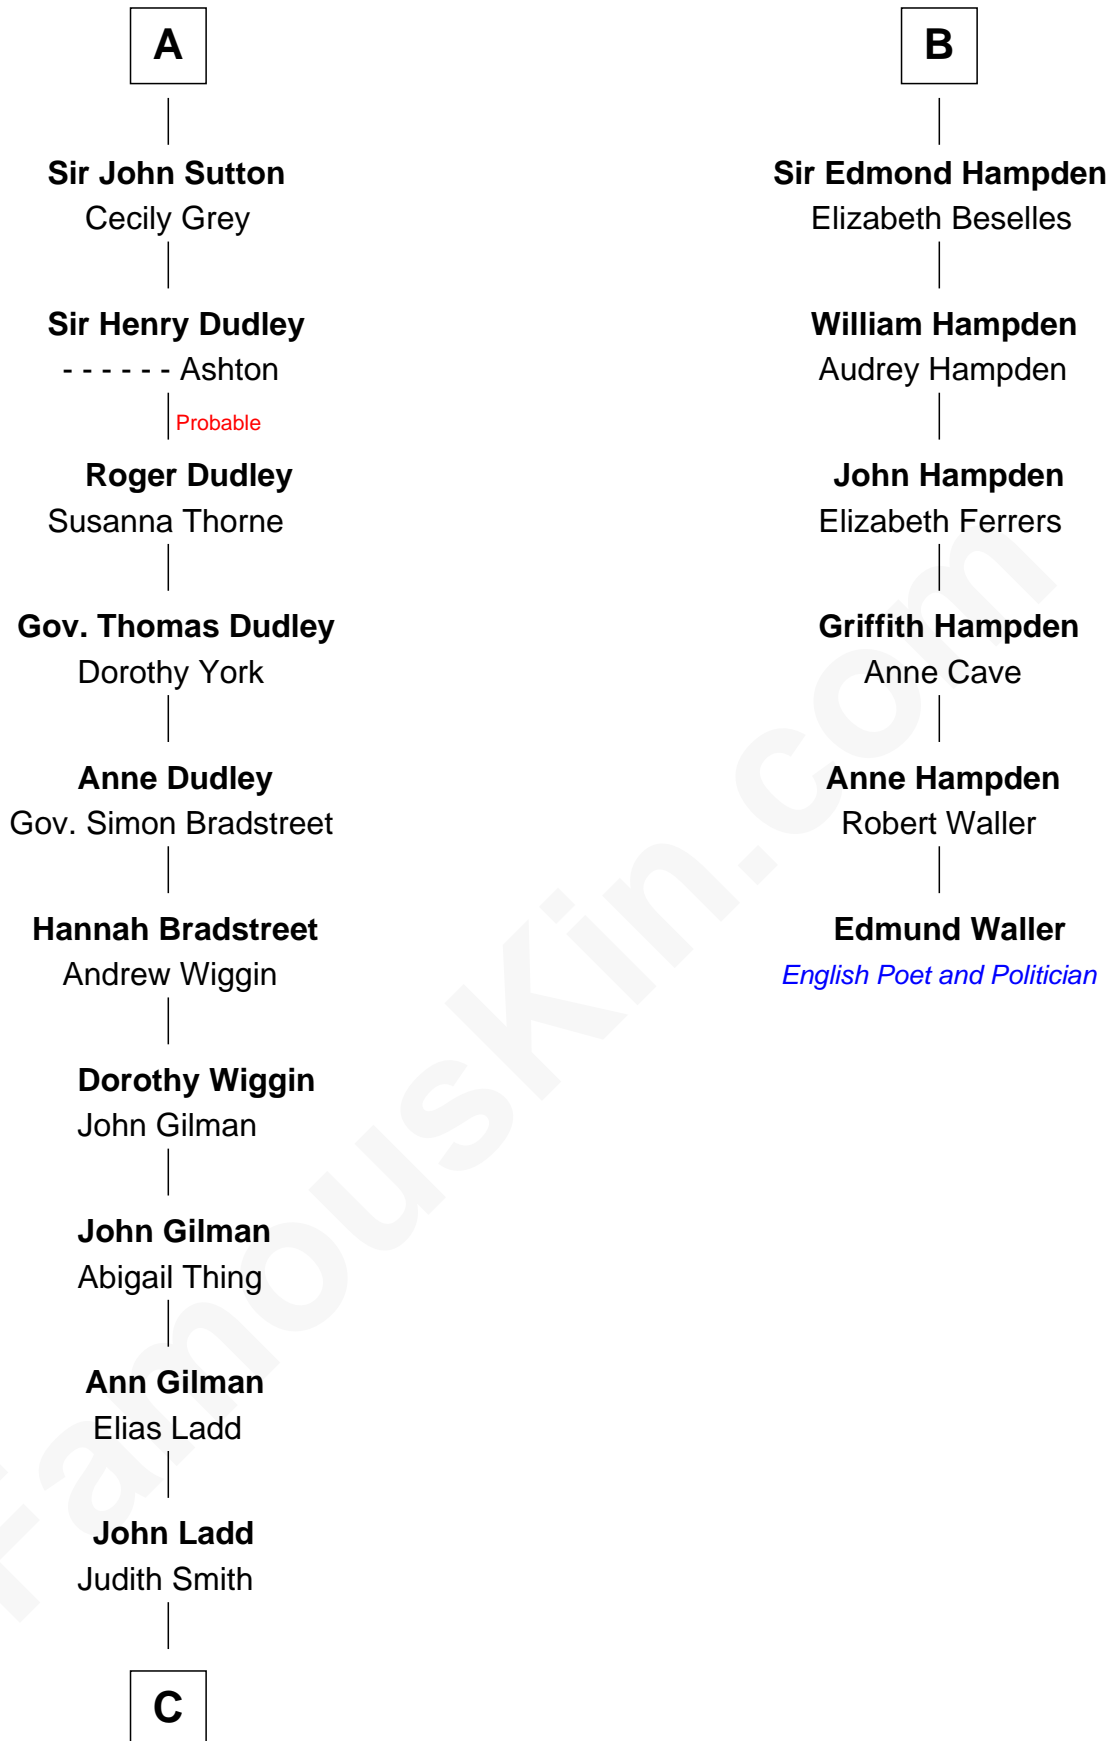 A
Sir John Sutton
Cecily Grey
Sir Henry Dudley
- - - - - - Ashton
Probable
Roger Dudley
Susanna Thorne
Gov. Thomas Dudley
Dorothy York
Anne Dudley
Gov. Simon Bradstreet
Hannah Bradstreet
Andrew Wiggin
Dorothy Wiggin
John Gilman
John Gilman
Abigail Thing
Ann Gilman
Elias Ladd
John Ladd
Judith Smith
C
B
Sir Edmond Hampden
Elizabeth Beselles
William Hampden
Audrey Hampden
John Hampden
Elizabeth Ferrers
Griffith Hampden
Anne Cave
Anne Hampden
Robert Waller
Edmund Waller
English Poet and Politician
FamousKin.com